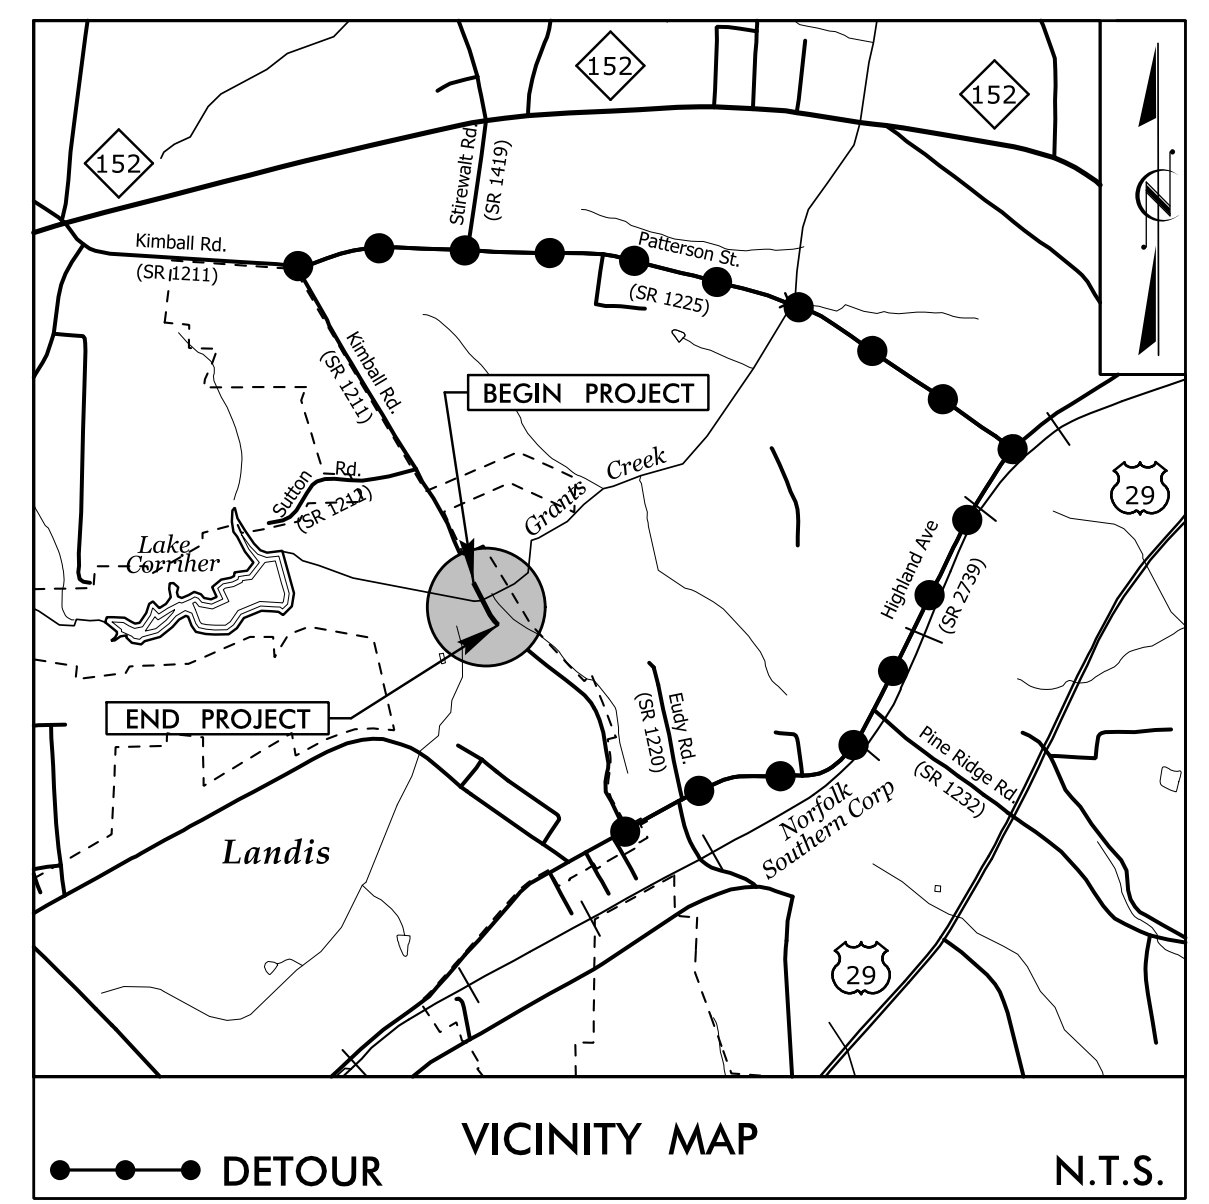 152
152
152
Stirewalt Rd.
(SR 1419)
N
Kimball Rd.
(SR 1211)
Patterson St.
(SR 1225)
Kimball Rd.
(SR 1211)
BEGIN PROJECT
Sutton Rd.
(SR 1212)
Grants Creek
29
Lake
Corriher
Highland Ave
(SR 2739)
END PROJECT
Eudy Rd.
(SR 1220)
Pine Ridge Rd.
(SR 1232)
Norfolk
Southern Corp
Landis
29
VICINITY MAP
DETOUR
N.T.S.